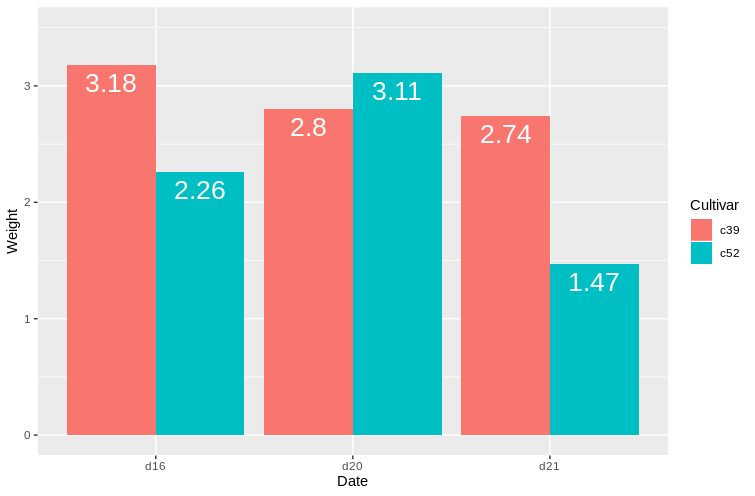 Weight
3
2
1
0
3.18
2.26
2.8
3.11
2.74
1.47
d16
d20
d21
Date
Cultivar
c39
c52